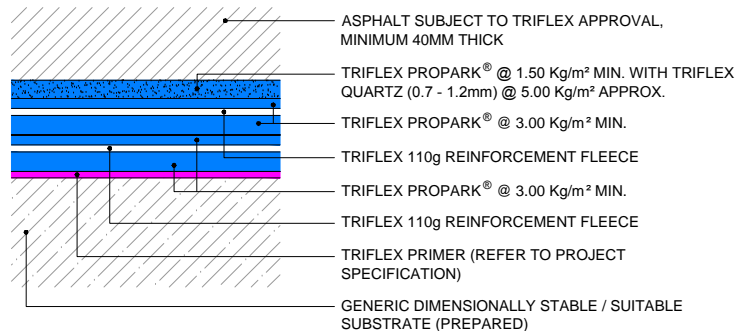 ASPHALT SUBJECT TO TRIFLEX APPROVAL,
MINIMUM 40MM THICK
TRIFLEX PROPARK® @ 1.50 Kg/m² MIN. WITH TRIFLEX
QUARTZ (0.7 - 1.2mm) @ 5.00 Kg/m² APPROX.
TRIFLEX PROPARK® @ 3.00 Kg/m² MIN.
TRIFLEX 110g REINFORCEMENT FLEECE
TRIFLEX PROPARK® @ 3.00 Kg/m² MIN.
TRIFLEX 110g REINFORCEMENT FLEECE
TRIFLEX PRIMER (REFER TO PROJECT
SPECIFICATION)
GENERIC DIMENSIONALLY STABLE / SUITABLE
SUBSTRATE (PREPARED)